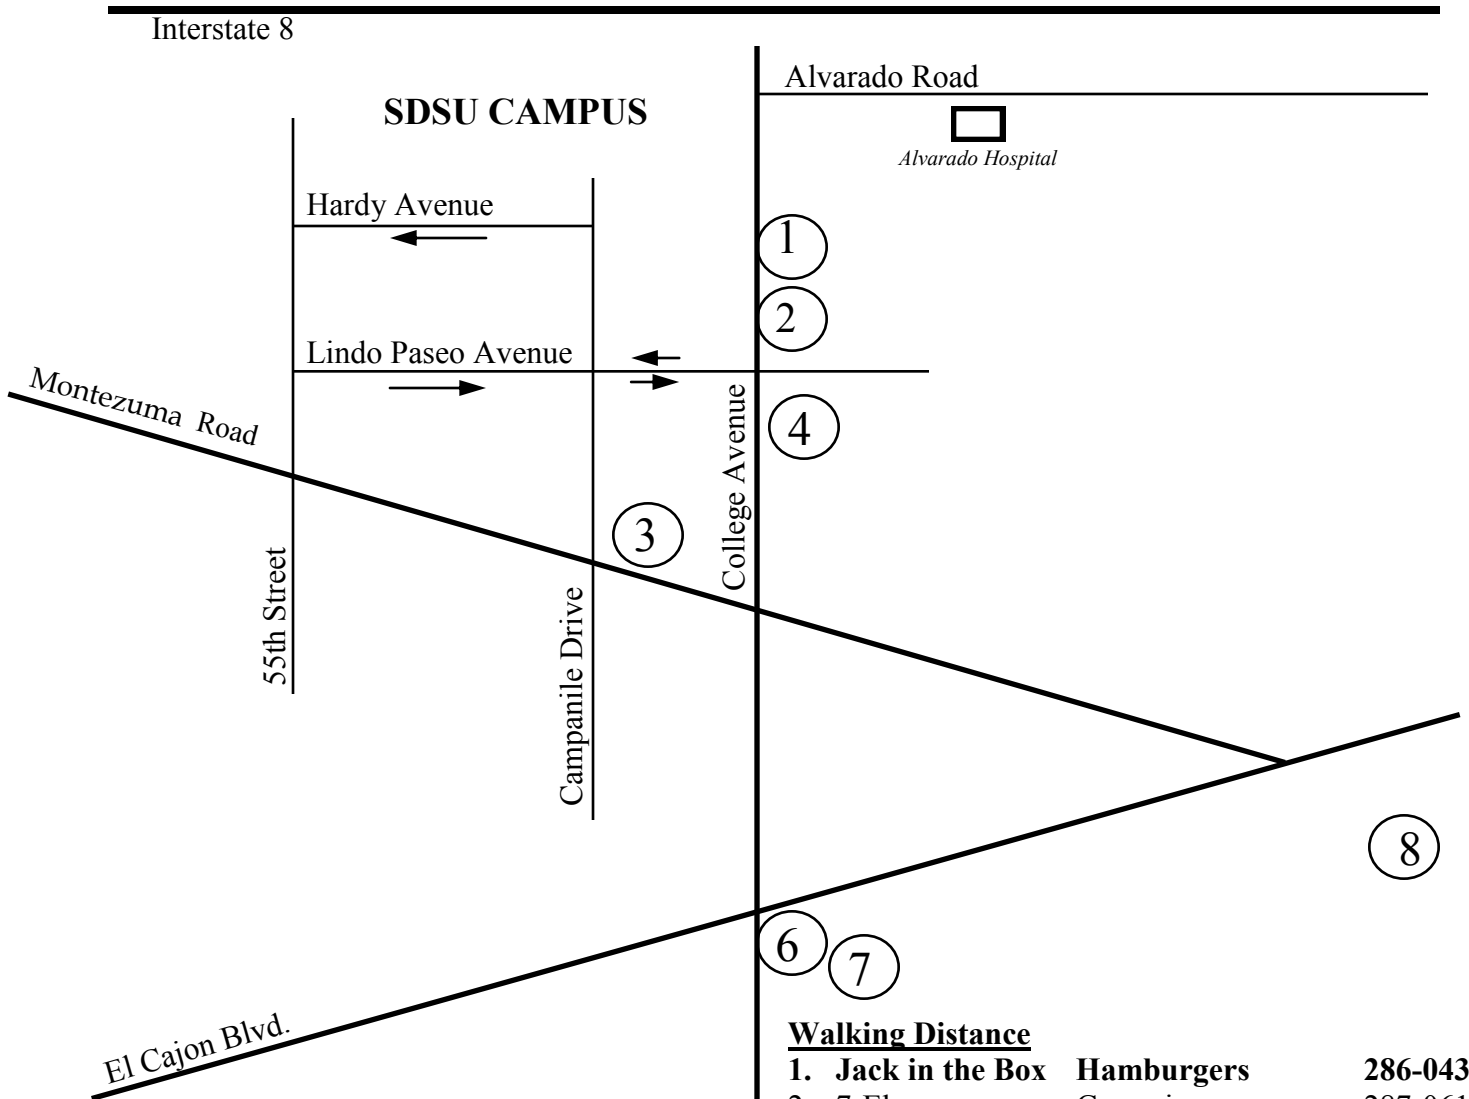 Interstate 8
Alvarado Road
SDSU CAMPUS
Alvarado Hospital
Hardy Avenue
1
2
Lindo Paseo Avenue
Montezuma Road
4
College Avenue
3
55th Street
Campanile Drive
8
6
7
El Cajon Blvd.
Walking Distance
1. Jack in the Box Hamburgers 286-043